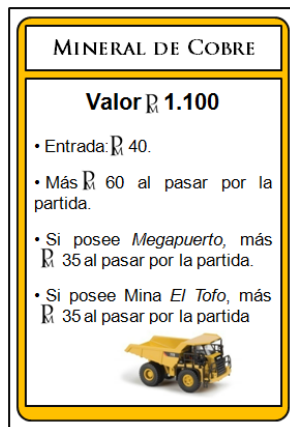 MINERAL DE COBRE
Valor 1.100
• Entrada: 40.
• Más 60 al pasar por la
partida.
• Si posee Megapuerto, más
35 al pasar por la partida.
• Si posee Mina El Tofo, más
35 al pasar por la partida